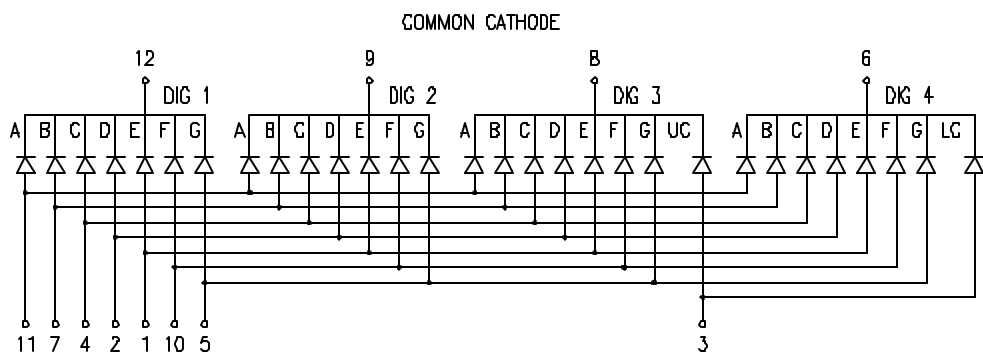 COMMON CATHODE
12 9 8 6
DIG 1 DIG 2 DIG 3 DIG 4
A B C D E F G A B C D E F G A B C D E F G UC A B C D E F G LC
11 7 4 2 1 10 5 3